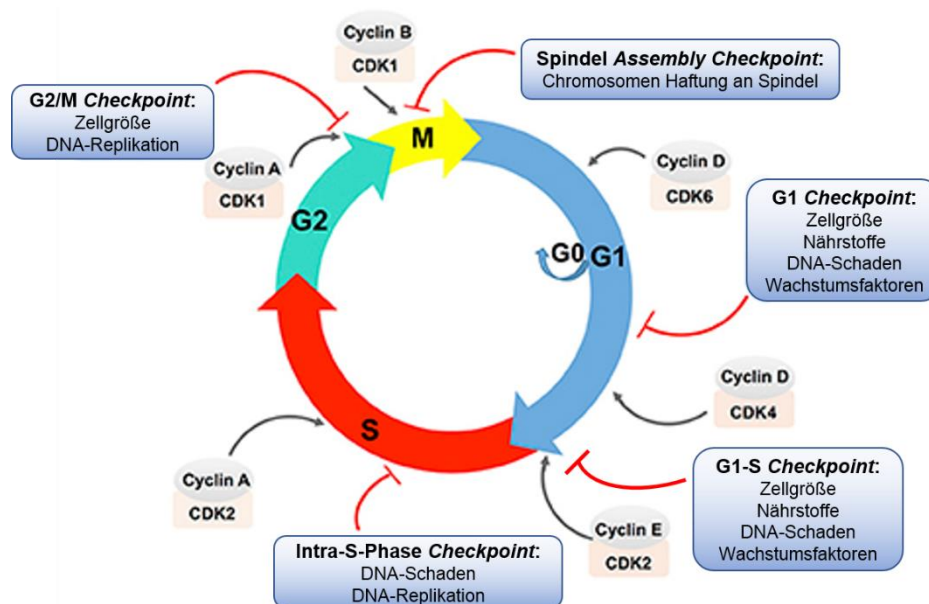 Cyclin B
CDK1
Spindel Assembly Checkpoint:
Chromosomen Haftung an Spindel
G2/M Checkpoint:
Zellgröße
DNA-Replikation
Cyclin A
CDK1
M
Cyclin D
CDK6
G2
G0
G1
G1 Checkpoint:
Zellgröße
Nährstoffe
DNA-Schaden
Wachstumsfaktoren
Cyclin D
CDK4
S
Cyclin A
CDK2
G1-S Checkpoint:
Zellgröße
Nährstoffe
DNA-Schaden
Wachstumsfaktoren
Cyclin E
CDK2
Intra-S-Phase Checkpoint:
DNA-Schaden
DNA-Replikation